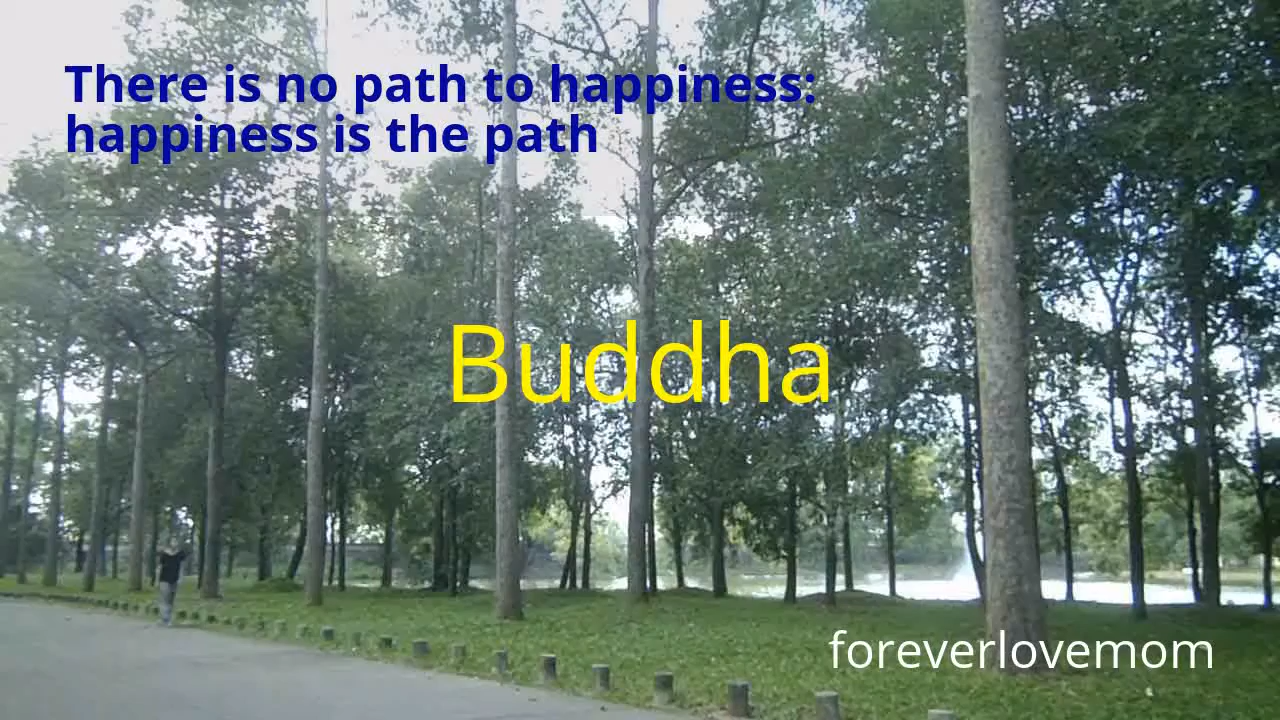 There is no path to happiness:
happiness is the path
Buddha
foreverlovemom